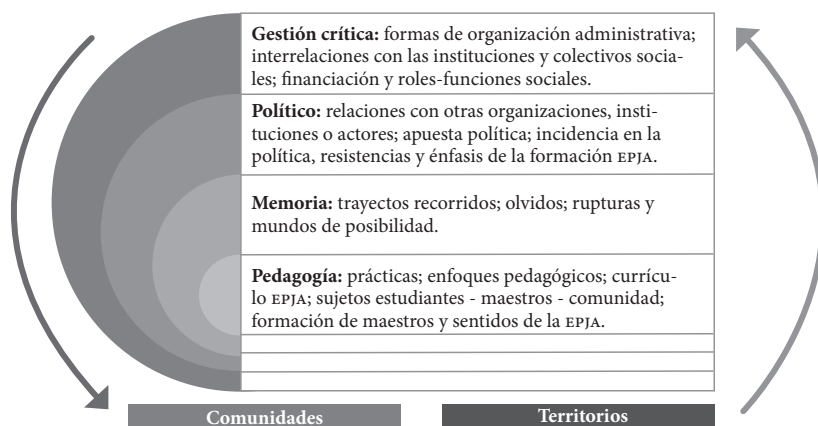 Gestión crítica: formas de organización administrativa;
interrelaciones con las instituciones y colectivos socia-
les; financiación y roles-funciones sociales.
Político: relaciones con otras organizaciones, insti-
tuciones o actores; apuesta política; incidencia en la
política, resistencias y énfasis de la formación EPJA.
Memoria: trayectos recorridos; olvidos; rupturas y
mundos de posibilidad.
Pedagogía: prácticas; enfoques pedagógicos; currícu-
lo EPJA; sujetos estudiantes - maestros - comunidad;
formación de maestros y sentidos de la EPJA.
Comunidades
Territorios